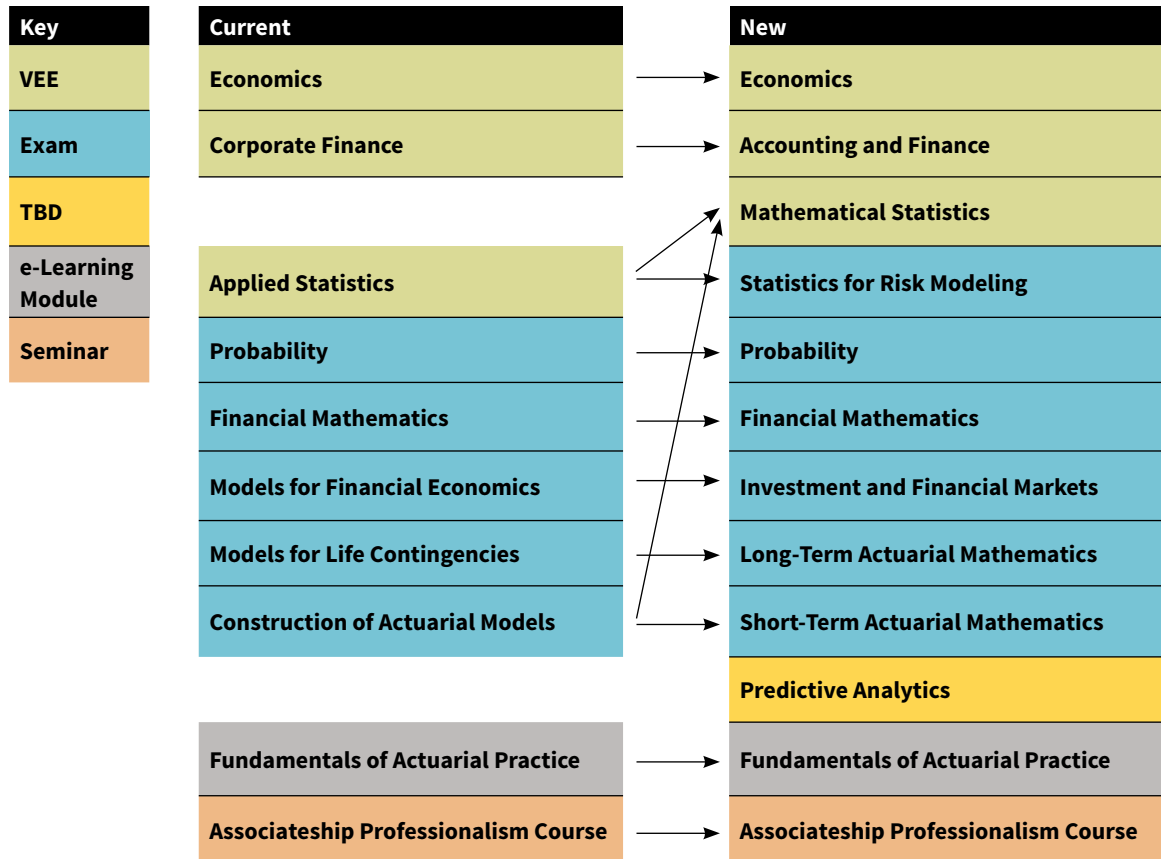 Key
VEE
Exam
TBD
e-Learning
Module
Seminar
Current
Economics
Corporate Finance
Applied Statistics
Probability
Financial Mathematics
Models for Financial Economics
Models for Life Contingencies
Construction of Actuarial Models
Fundamentals of Actuarial Practice
Associateship Professionalism Course
New
Economics
Accounting and Finance
Mathematical Statistics
Statistics for Risk Modeling
Probability
Financial Mathematics
Investment and Financial Markets
Long-Term Actuarial Mathematics
Short-Term Actuarial Mathematics
Predictive Analytics
Fundamentals of Actuarial Practice
Associateship Professionalism Course